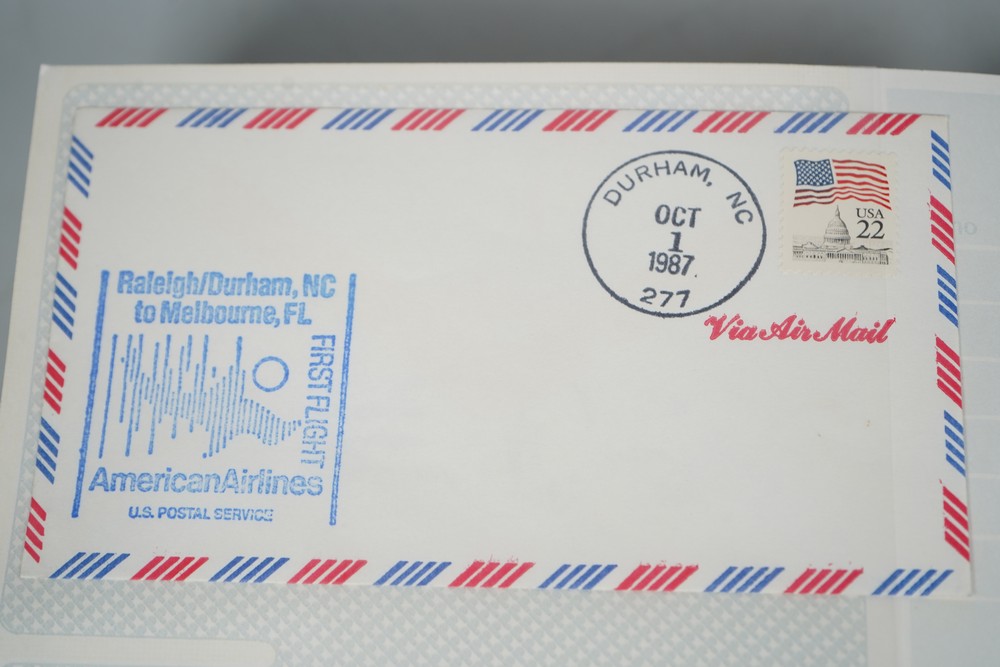 DURHAM, NC
OCT
1
1987
277
USA
22
Via Air Mail
Raleigh/Durham, NC
to Melbourne, FL
FIRST FLIGHT
AmericanAirlines
U.S. POSTAL SERVICE